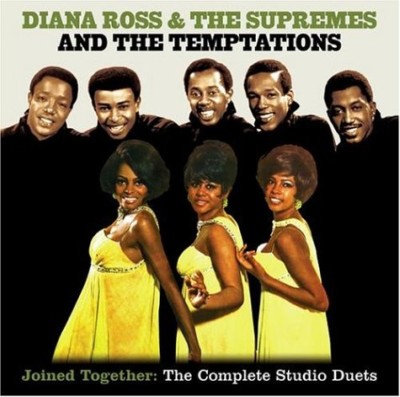 DIANA ROSS & THE SUPREMES
AND THE TEMPTATIONS
Joined Together: The Complete Studio Duets